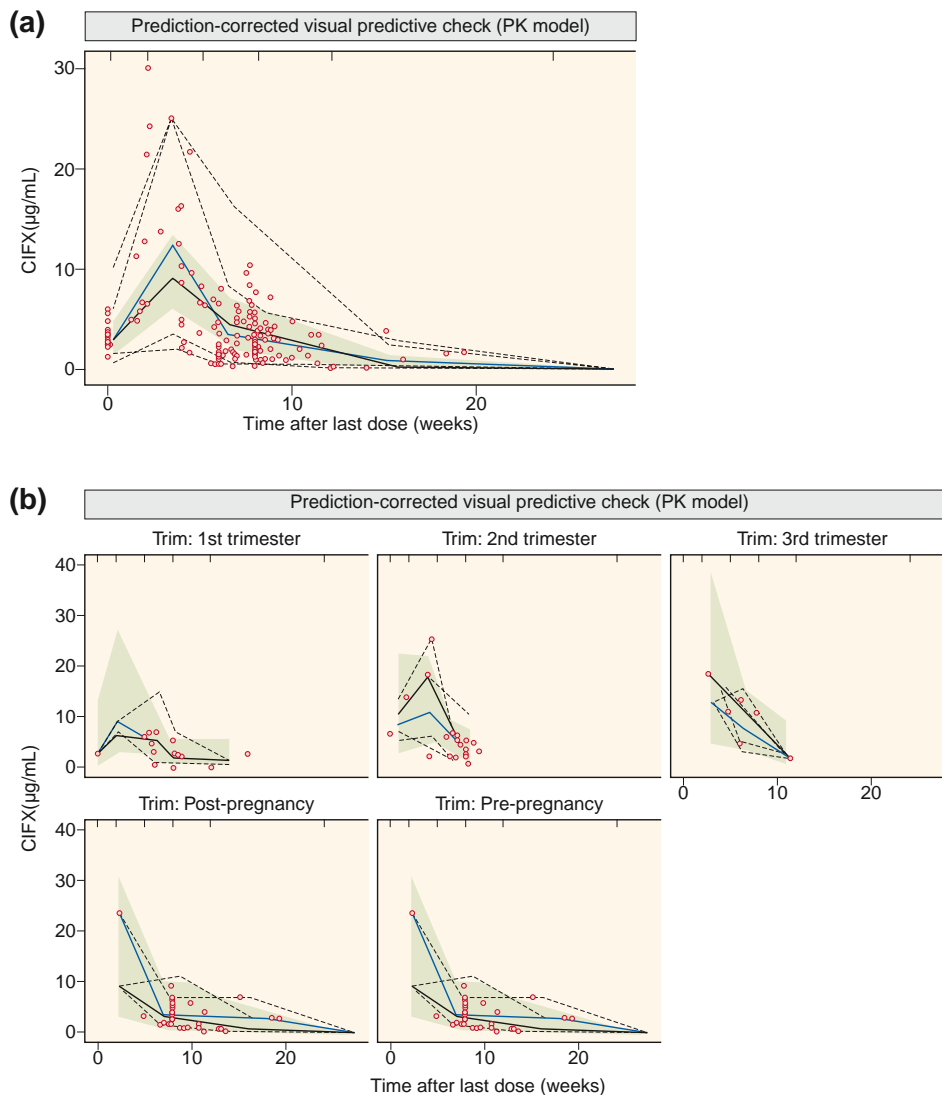 (a)
Prediction-corrected visual predictive check (PK model)
30
20
10
0
CIFX(µg/mL)
0 10 20
Time after last dose (weeks)
(b)
Prediction-corrected visual predictive check (PK model)
Trim: 1st trimester Trim: 2nd trimester Trim: 3rd trimester
40
30
20
10
0
0 10 20
Trim: Post-pregnancy Trim: Pre-pregnancy
CIFX(µg/mL)
40
30
20
10
0
0 10 20 0 10 20
Time after last dose (weeks)